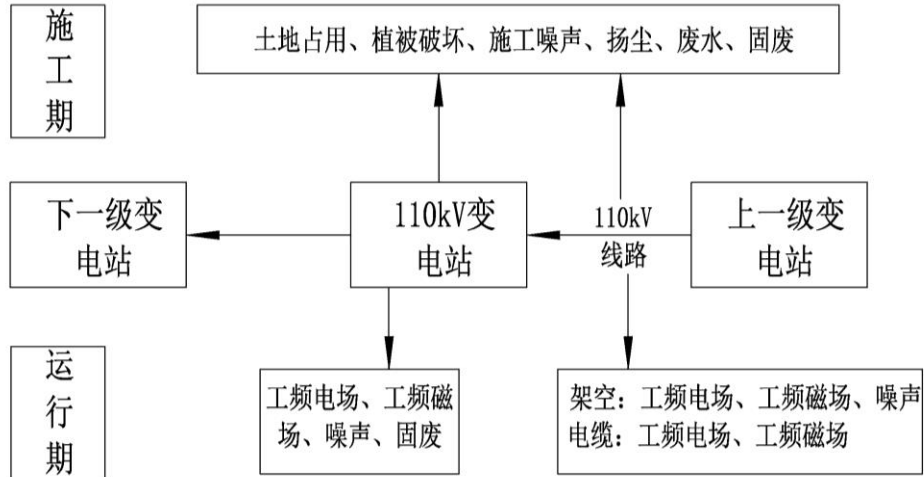 施
工
期
土地占用、植被破坏、施工噪声、扬尘、废水、固废
下一级变
电站
110kV变
电站
110kV
线路
上一级变
电站
运
行
期
工频电场、工频磁
场、噪声、固废
架空：工频电场、工频磁场、噪声
电缆：工频电场、工频磁场